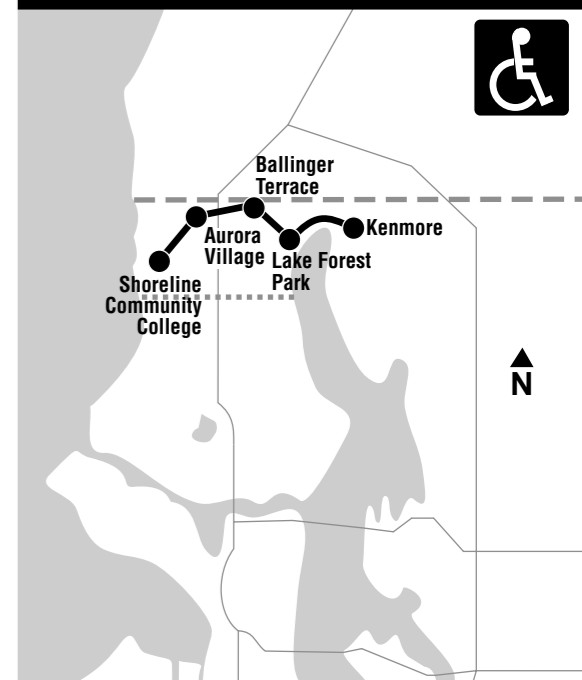 Ballinger
Terrace
Kenmore
Aurora
Village
Lake Forest
Park
Shoreline
Community
College
N